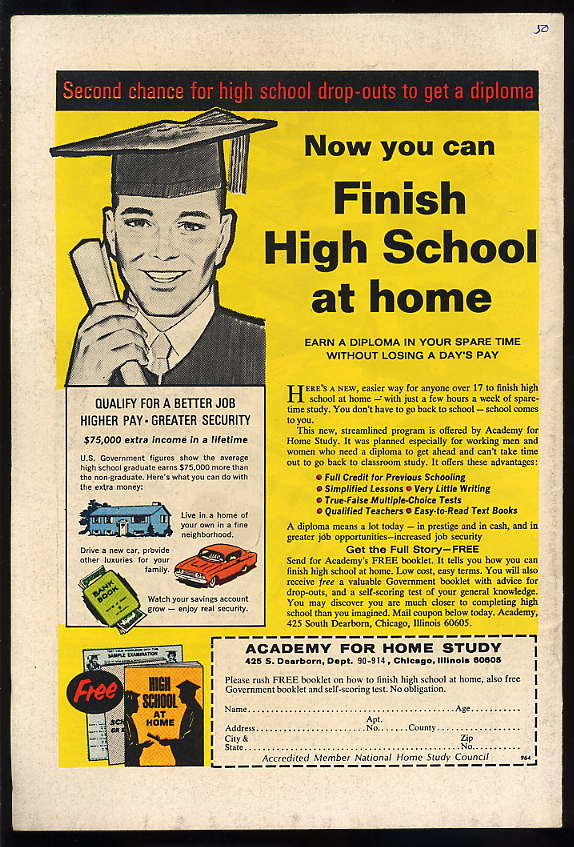 50
Second chance for high school drop-outs to get a diploma
Now you can
Finish
High School
at home
EARN A DIPLOMA IN YOUR SPARE TIME
WITHOUT LOSING A DAY'S PAY
HERE'S A NEW, easier way for anyone over 17 to finish high
school at home — with just a few hours a week of spare-
time study. You don't have to go back to school — school comes
to you.
This new, streamlined program is offered by Academy for
Home Study. It was planned especially for working men and
women who need a diploma to get ahead and can't take time
out to go back to classroom study. It offers these advantages:
• Full Credit for Previous Schooling
• Simplified Lessons • Very Little Writing
• True-False Multiple-Choice Tests
• Qualified Teachers • Easy-to-Read Text Books
A diploma means a lot today — in prestige and in cash, and in
greater job opportunities—increased job security
Get the Full Story—FREE
Send for Academy's FREE booklet. It tells you how you can
finish high school at home. Low cost, easy terms. You will also
receive free a valuable Government booklet with advice for
drop-outs, and a self-scoring test of your general knowledge.
You may discover you are much closer to completing high
school than you imagined. Mail coupon below today. Academy,
425 South Dearborn, Chicago, Illinois 60605.
QUALIFY FOR A BETTER JOB
HIGHER PAY • GREATER SECURITY
$75,000 extra income in a lifetime
U.S. Government figures show the average
high school graduate earns $75,000 more than
the non-graduate. Here's what you can do with
the extra money:
Live in a home of
your own in a fine
neighborhood.
Drive a new car, provide
other luxuries for your
family.
BANK
BOOK
Watch your savings account
grow — enjoy real security.
Free
SAMPLE EXAMINATION
HIGH
SCHOOL
AT
HOME
ACADEMY FOR HOME STUDY
425 S. Dearborn, Dept. 90-914, Chicago, Illinois 60605
Please rush FREE booklet on how to finish high school at home, also free
Government booklet and self-scoring test. No obligation.
Name Age
Apt.
Address No. County
City & Zip
State No.
Accredited Member National Home Study Council 964